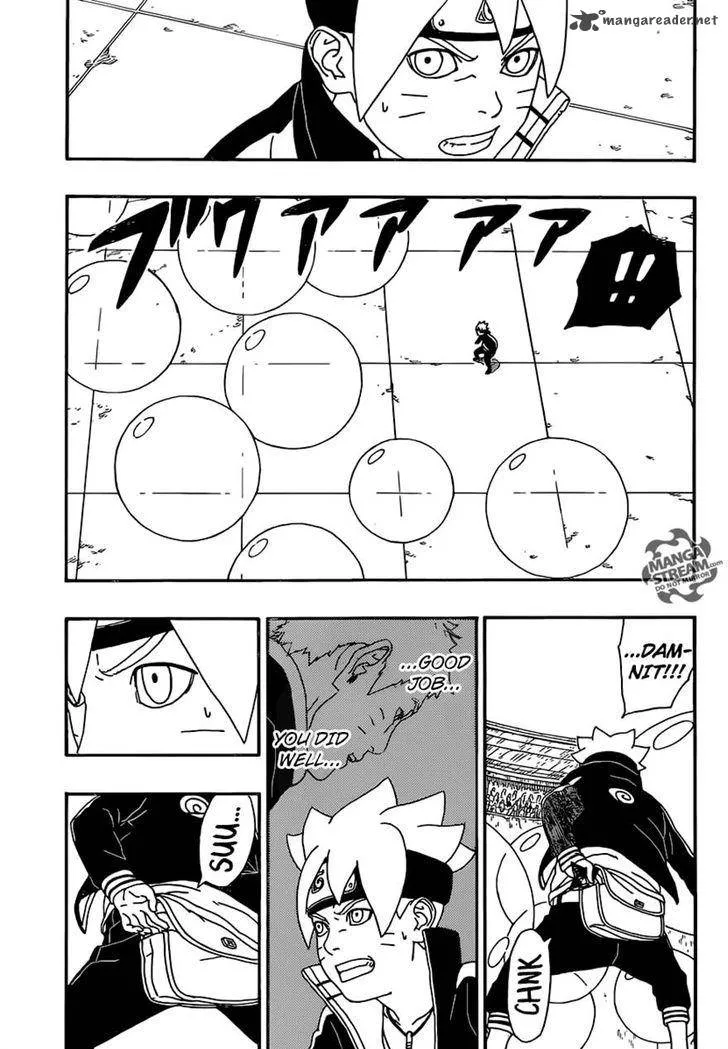 mangareader.net
ブワアアアア
!!
MANGA
STREAM.com
DO NOT MIRROR
...GOOD
JOB...
YOU DID
WELL...
...DAM-
NIT!!!
SUU...
CHNK